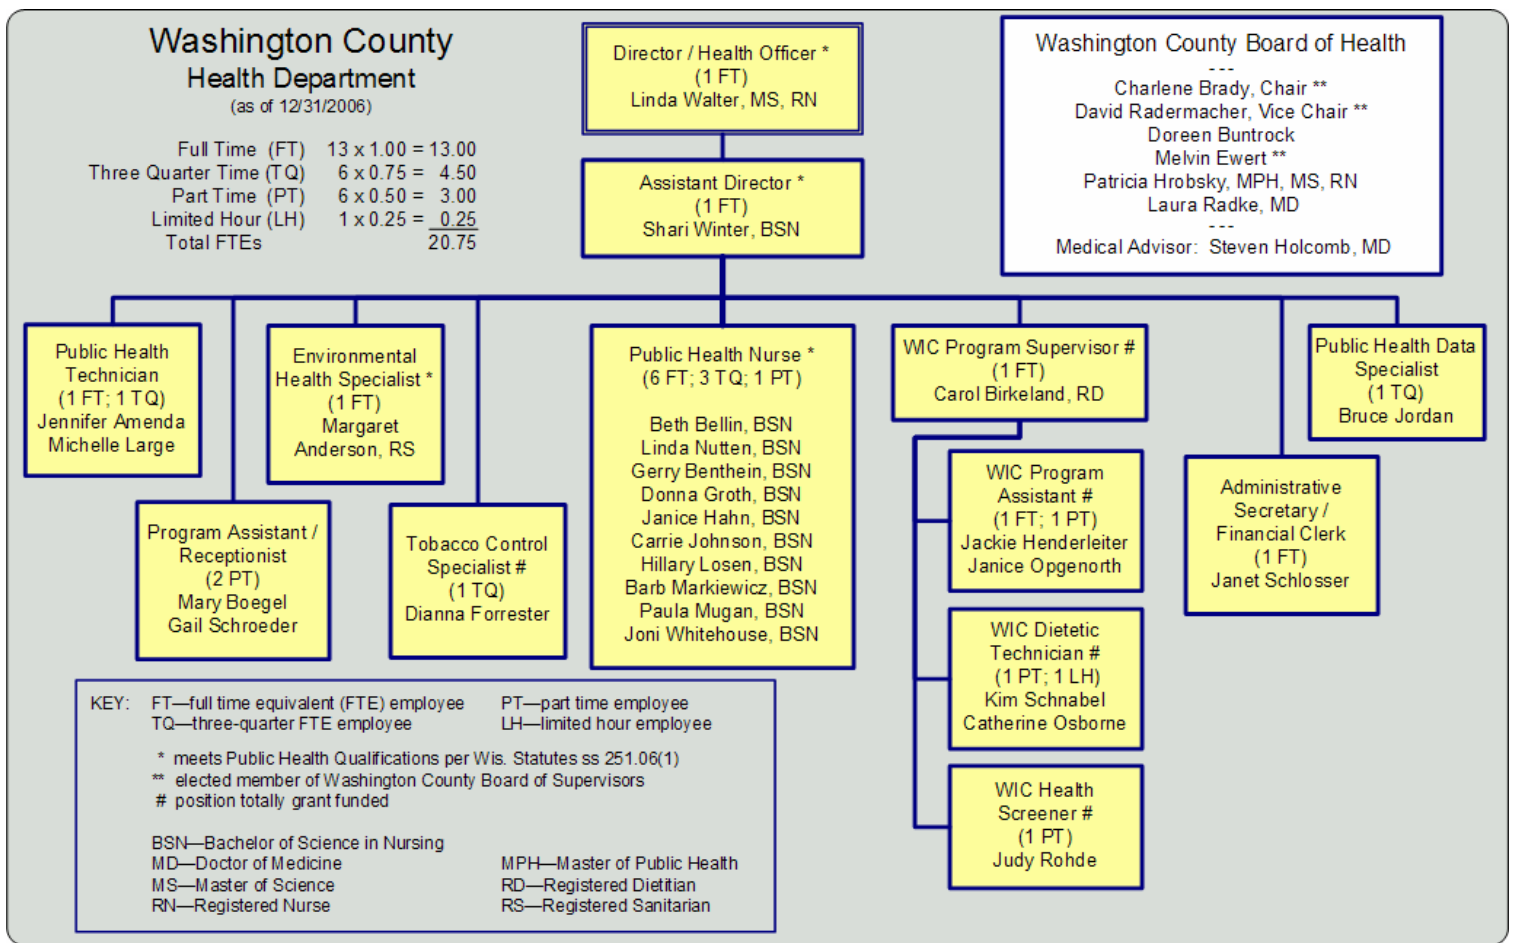 Washington County
Health Department
(as of 12/31/2006)
Full Time (FT) 13 x 1.00 = 13.00
Three Quarter Time (TQ) 6 x 0.75 = 4.50
Part Time (PT) 6 x 0.50 = 3.00
Limited Hour (LH) 1 x 0.25 = 0.25
Total FTEs 20.75
Director / Health Officer *
(1 FT)
Linda Walter, MS, RN
Assistant Director *
(1 FT)
Shari Winter, BSN
Washington County Board of Health
- - -
Charlene Brady, Chair **
David Radermacher, Vice Chair **
Doreen Buntrock
Melvin Ewert **
Patricia Hrobsky, MPH, MS, RN
Laura Radke, MD
- - -
Medical Advisor: Steven Holcomb, MD
Public Health
Technician
(1 FT; 1 TQ)
Jennifer Amenda
Michelle Large
Program Assistant /
Receptionist
(2 PT)
Mary Boegel
Gail Schroeder
Environmental
Health Specialist *
(1 FT)
Margaret
Anderson, RS
Tobacco Control
Specialist #
(1 TQ)
Dianna Forrester
Public Health Nurse *
(6 FT; 3 TQ; 1 PT)
Beth Bellin, BSN
Linda Nutten, BSN
Gerry Benthein, BSN
Donna Groth, BSN
Janice Hahn, BSN
Carrie Johnson, BSN
Hillary Losen, BSN
Barb Markiewicz, BSN
Paula Mugan, BSN
Joni Whitehouse, BSN
WIC Program Supervisor #
(1 FT)
Carol Birkeland, RD
WIC Program
Assistant #
(1 FT; 1 PT)
Jackie Henderleiter
Janice Opgenorth
WIC Dietetic
Technician #
(1 PT; 1 LH)
Kim Schnabel
Catherine Osborne
WIC Health
Screener #
(1 PT)
Judy Rohde
Administrative
Secretary /
Financial Clerk
(1 FT)
Janet Schlosser
Public Health Data
Specialist
(1 TQ)
Bruce Jordan
KEY: FT—full time equivalent (FTE) employee PT—part time employee
TQ—three-quarter FTE employee LH—limited hour employee
* meets Public Health Qualifications per Wis. Statutes ss 251.06(1)
** elected member of Washington County Board of Supervisors
# position totally grant funded
BSN—Bachelor of Science in Nursing
MD—Doctor of Medicine MPH—Master of Public Health
MS—Master of Science RD—Registered Dietitian
RN—Registered Nurse RS—Registered Sanitarian